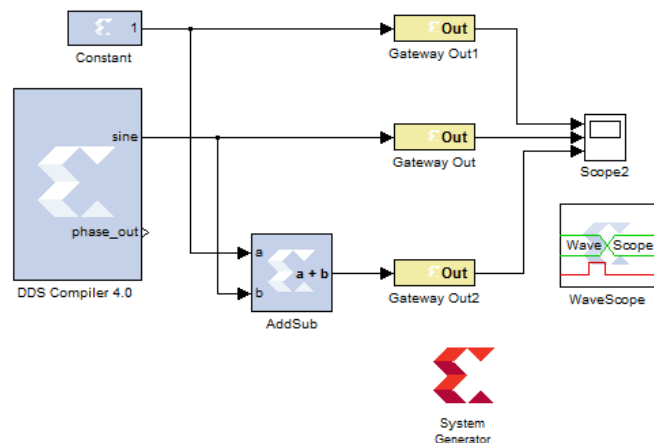 1
Constant
Out
Gateway Out1
sine
phase_out
DDS Compiler 4.0
Out
Gateway Out
Scope2
a
b
a + b
AddSub
Out
Gateway Out2
Wave Scope
WaveScope
System
Generator